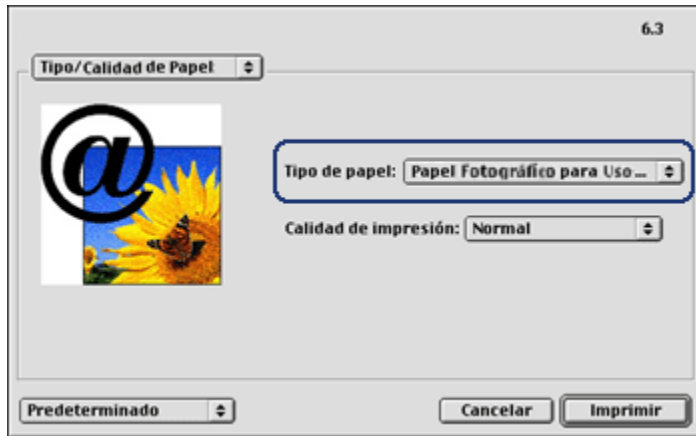 6.3
Tipo/Calidad de Papel
@
Tipo de papel: Papel Fotográfico para Uso...
Calidad de impresión: Normal
Predeterminado
Cancelar
Imprimir